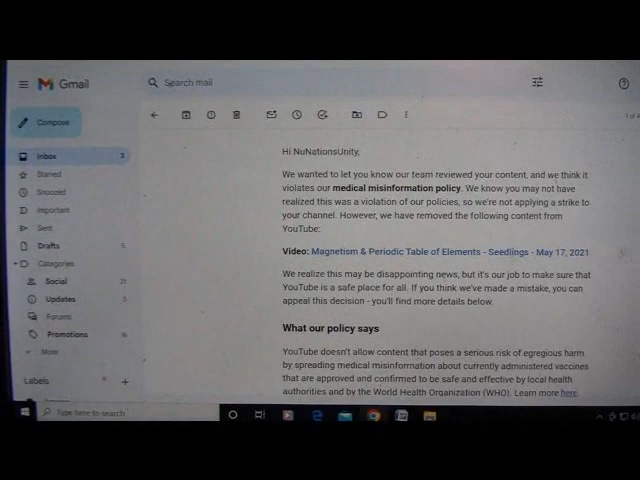 Gmail
Search mail
Compose
Inbox 3
Starred
Snoozed
Important
Sent
Drafts
Categories
Social 21
Updates
Forums
Promotions
More
Labels
Hi NuNationsUnity,
We wanted to let you know our team reviewed your content, and we think it
violates our medical misinformation policy. We know you may not have
realized this was a violation of our policies, so we're not applying a strike to
your channel. However, we have removed the following content from
YouTube:
Video: Magnetism & Periodic Table of Elements - Seedlings - May 17, 2021
We realize this may be disappointing news, but it's our job to make sure that
YouTube is a safe place for all. If you think we've made a mistake, you can
appeal this decision - you'll find more details below.
What our policy says
YouTube doesn't allow content that poses a serious risk of egregious harm
by spreading medical misinformation about currently administered vaccines
that are approved and confirmed to be safe and effective by local health
authorities and by the World Health Organization (WHO). Learn more here.
Type here to search